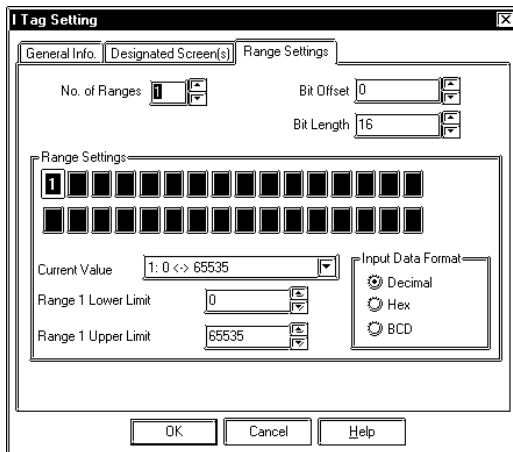 I Tag Setting
General Info. Designated Screen(s) Range Settings
No. of Ranges 1 Bit Offset 0
Bit Length 16
Range Settings
1
Current Value 1: 0 <-> 65535
Input Data Format
Decimal
Range 1 Lower Limit 0
Hex
Range 1 Upper Limit 65535
BCD
OK Cancel Help